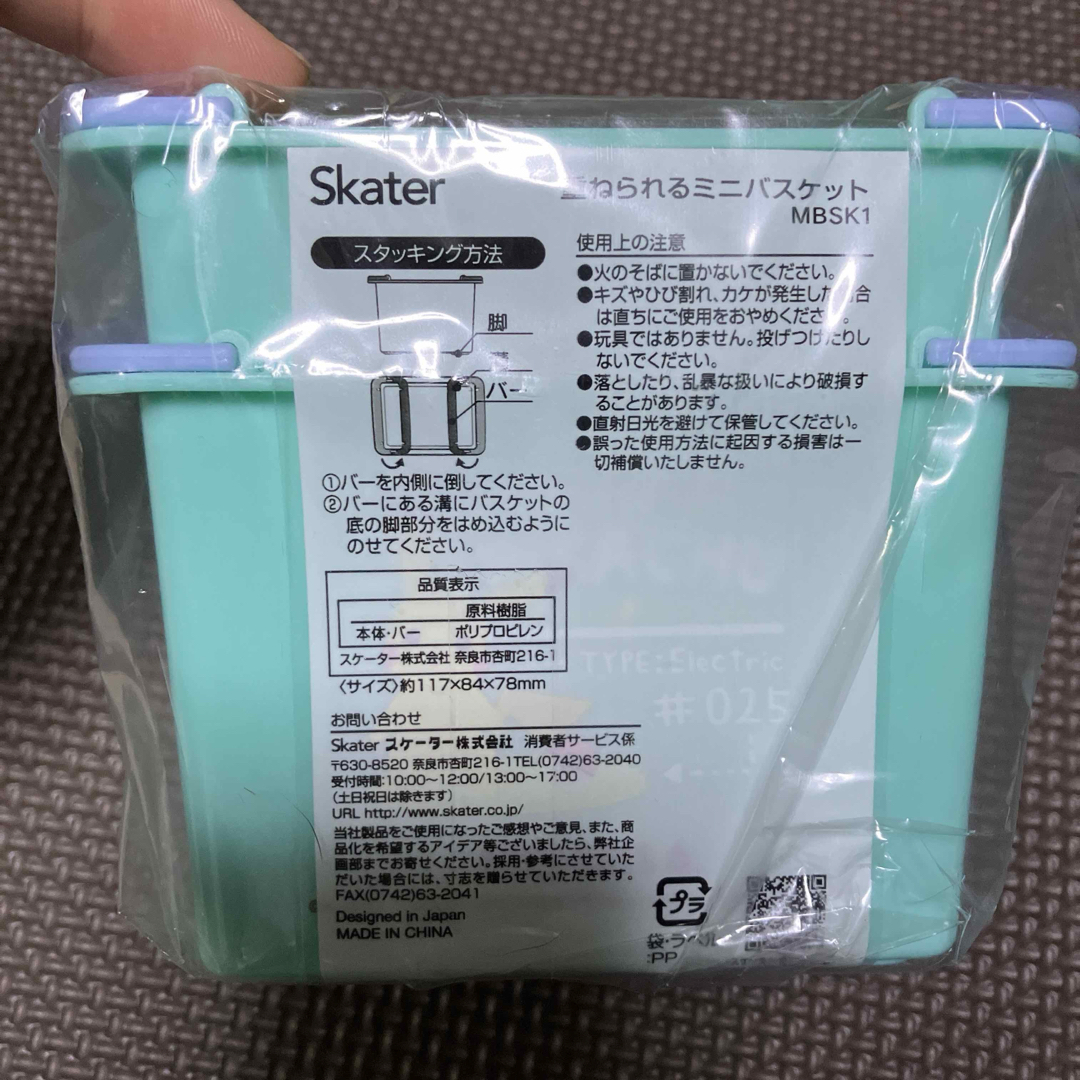 Skater
重ねられるミニバスケット
MBSK1
スタッキング方法
脚
バー
①バーを内側に倒してください。
②バーにある溝にバスケットの
底の脚部分をはめ込むように
のせてください。
使用上の注意
●火のそばに置かないでください。
●キズやひび割れ、カケが発生した場合
は直ちにご使用をおやめください。
●玩具ではありません。投げつけたりし
ないでください。
●落としたり、乱暴な扱いにより破損す
ることがあります。
●直射日光を避けて保管してください。
●誤った使用方法に起因する損害は一
切補償いたしません。
品質表示
原料樹脂
本体・バー ポリプロピレン
スケーター株式会社 奈良市杏町216-1
〈サイズ〉約117×84×78mm
TYPE:Electric
#025
お問い合わせ
Skater スケーター株式会社 消費者サービス係
〒630-8520 奈良市杏町216-1TEL(0742)63-2040
受付時間:10:00〜12:00/13:00〜17:00
(土日祝日は除きます)
URL http://www.skater.co.jp/
当社製品をご使用になったご感想やご意見、また、商
品化を希望するアイデア等ございましたら、弊社企
画部までお寄せください。採用・参考にさせていた
だいた場合には、寸志を贈らせていただきます。
FAX(0742)63-2041
Designed in Japan
MADE IN CHINA
プラ
袋・ラベル
:PP